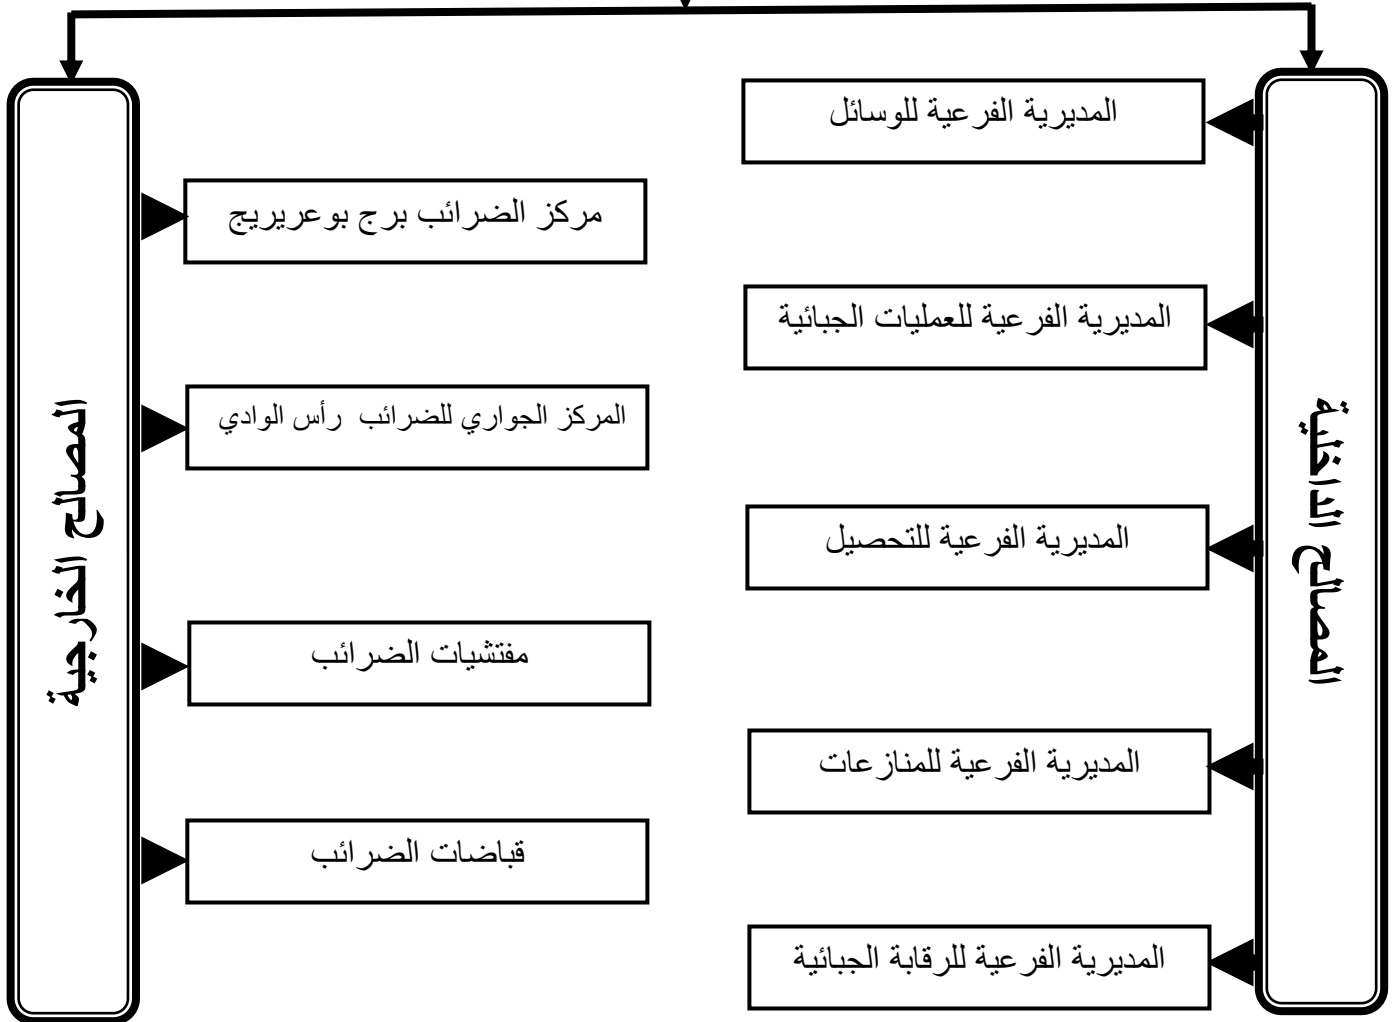 المصالح الداخلية
المديرية الفرعية للوسائل
المديرية الفرعية للعمليات الجبائية
المديرية الفرعية للتحصيل
المديرية الفرعية للمنازعات
المديرية الفرعية للرقابة الجبائية
المصالح الخارجية
مركز الضرائب برج بوعريريج
المركز الجواري للضرائب رأس الوادي
مفتشيات الضرائب
قباضات الضرائب